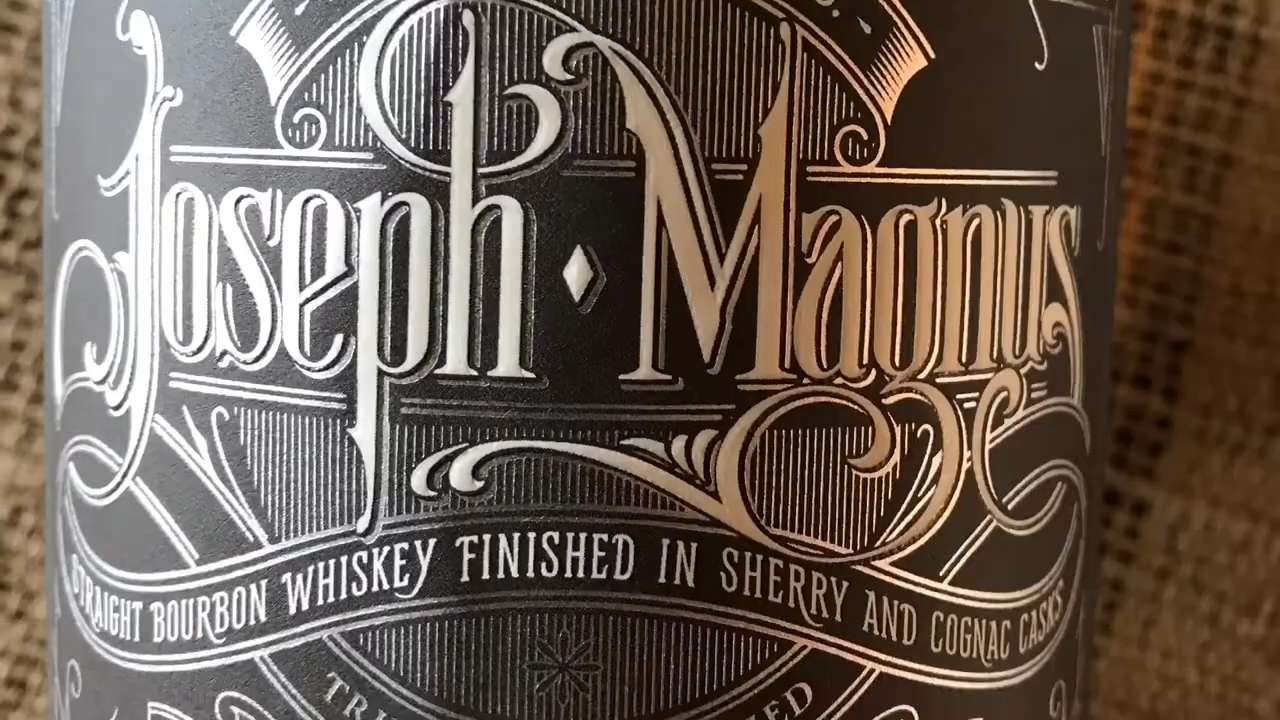 Joseph · Magnus
STRAIGHT BOURBON WHISKEY FINISHED IN SHERRY AND COGNAC CASKS